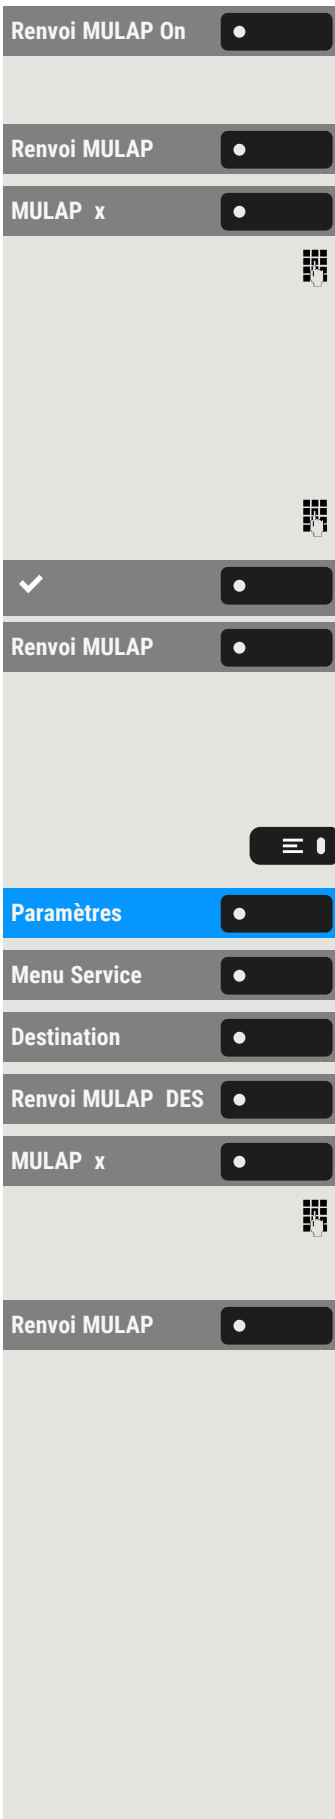 Renvoi MULAP On
Renvoi MULAP
MULAP x
Renvoi MULAP
Paramètres
Menu Service
Destination
Renvoi MULAP DES
MULAP x
Renvoi MULAP